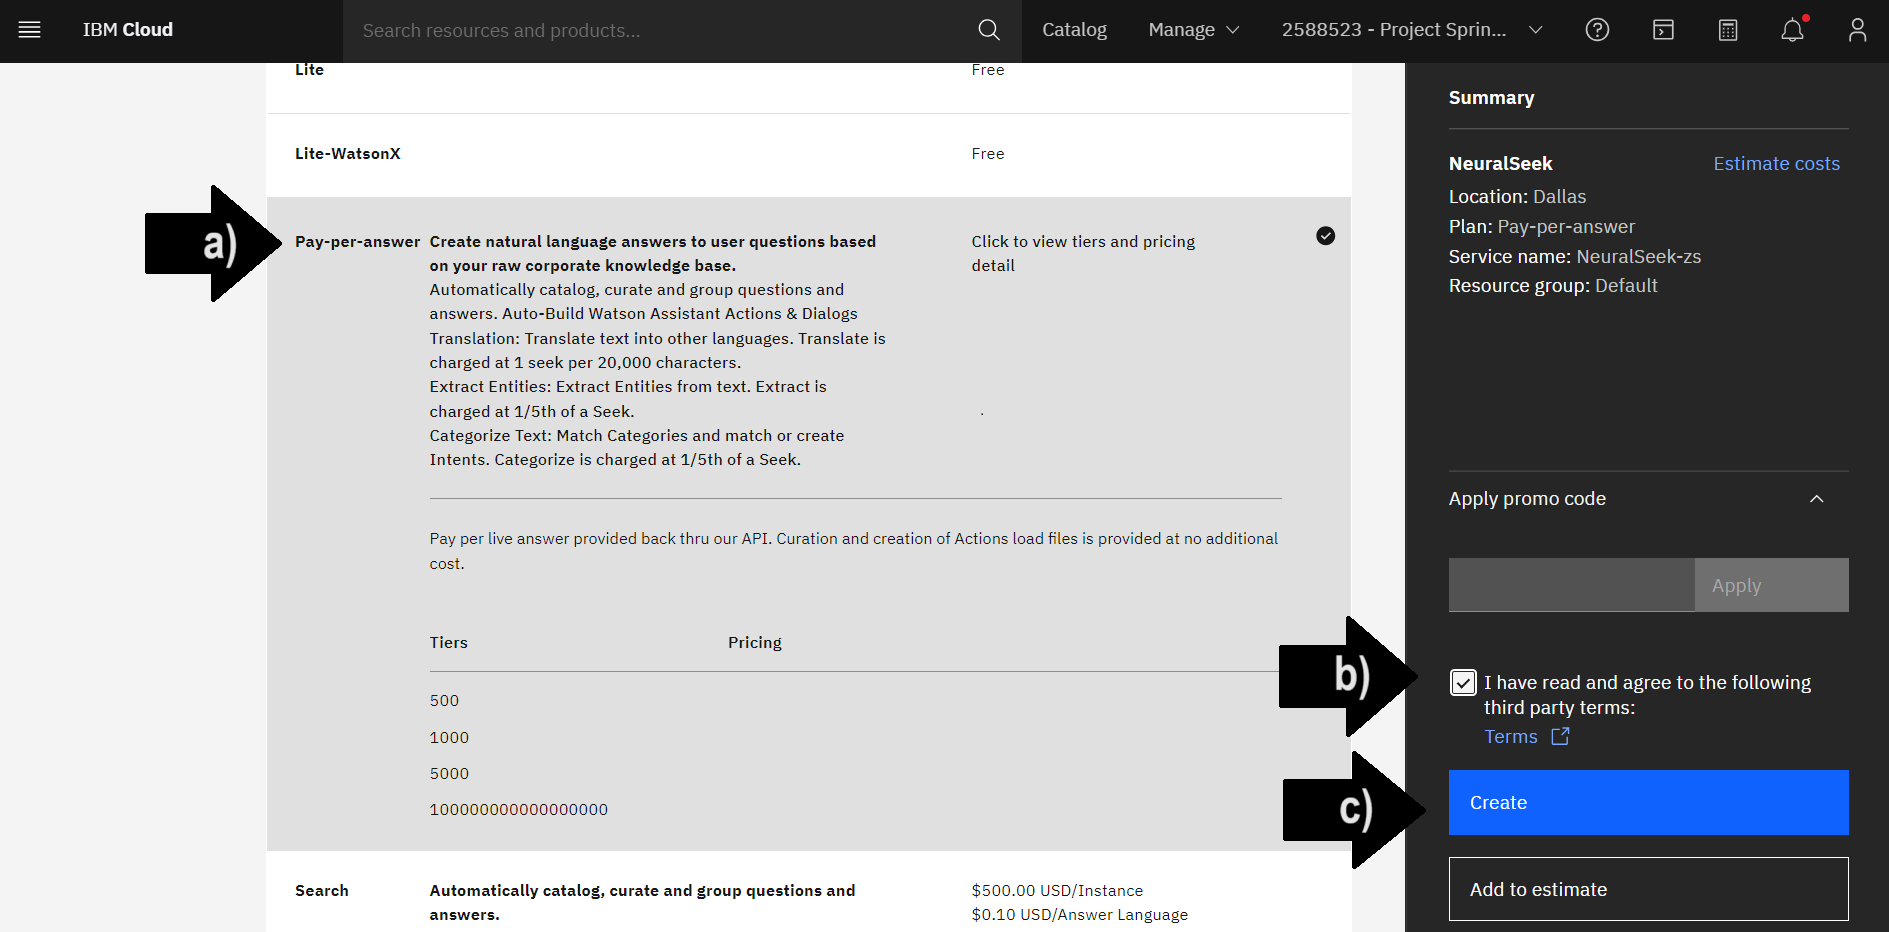 IBM Cloud
Search resources and products...
Catalog
Manage
2588523 - Project Sprin...
Lite
Free
Lite-WatsonX
Free
a)
Pay-per-answer
Create natural language answers to user questions based
on your raw corporate knowledge base.
Automatically catalog, curate and group questions and
answers. Auto-Build Watson Assistant Actions & Dialogs
Translation: Translate text into other languages. Translate is
charged at 1 seek per 20,000 characters.
Extract Entities: Extract Entities from text. Extract is
charged at 1/5th of a Seek.
Categorize Text: Match Categories and match or create
Intents. Categorize is charged at 1/5th of a Seek.
Click to view tiers and pricing
detail
.
Pay per live answer provided back thru our API. Curation and creation of Actions load files is provided at no additional
cost.
Tiers
Pricing
500
1000
5000
100000000000000000
Search
Automatically catalog, curate and group questions and
answers.
$500.00 USD/Instance
$0.10 USD/Answer Language
Summary
NeuralSeek
Estimate costs
Location: Dallas
Plan: Pay-per-answer
Service name: NeuralSeek-zs
Resource group: Default
Apply promo code
Apply
b)
I have read and agree to the following
third party terms:
Terms
c)
Create
Add to estimate